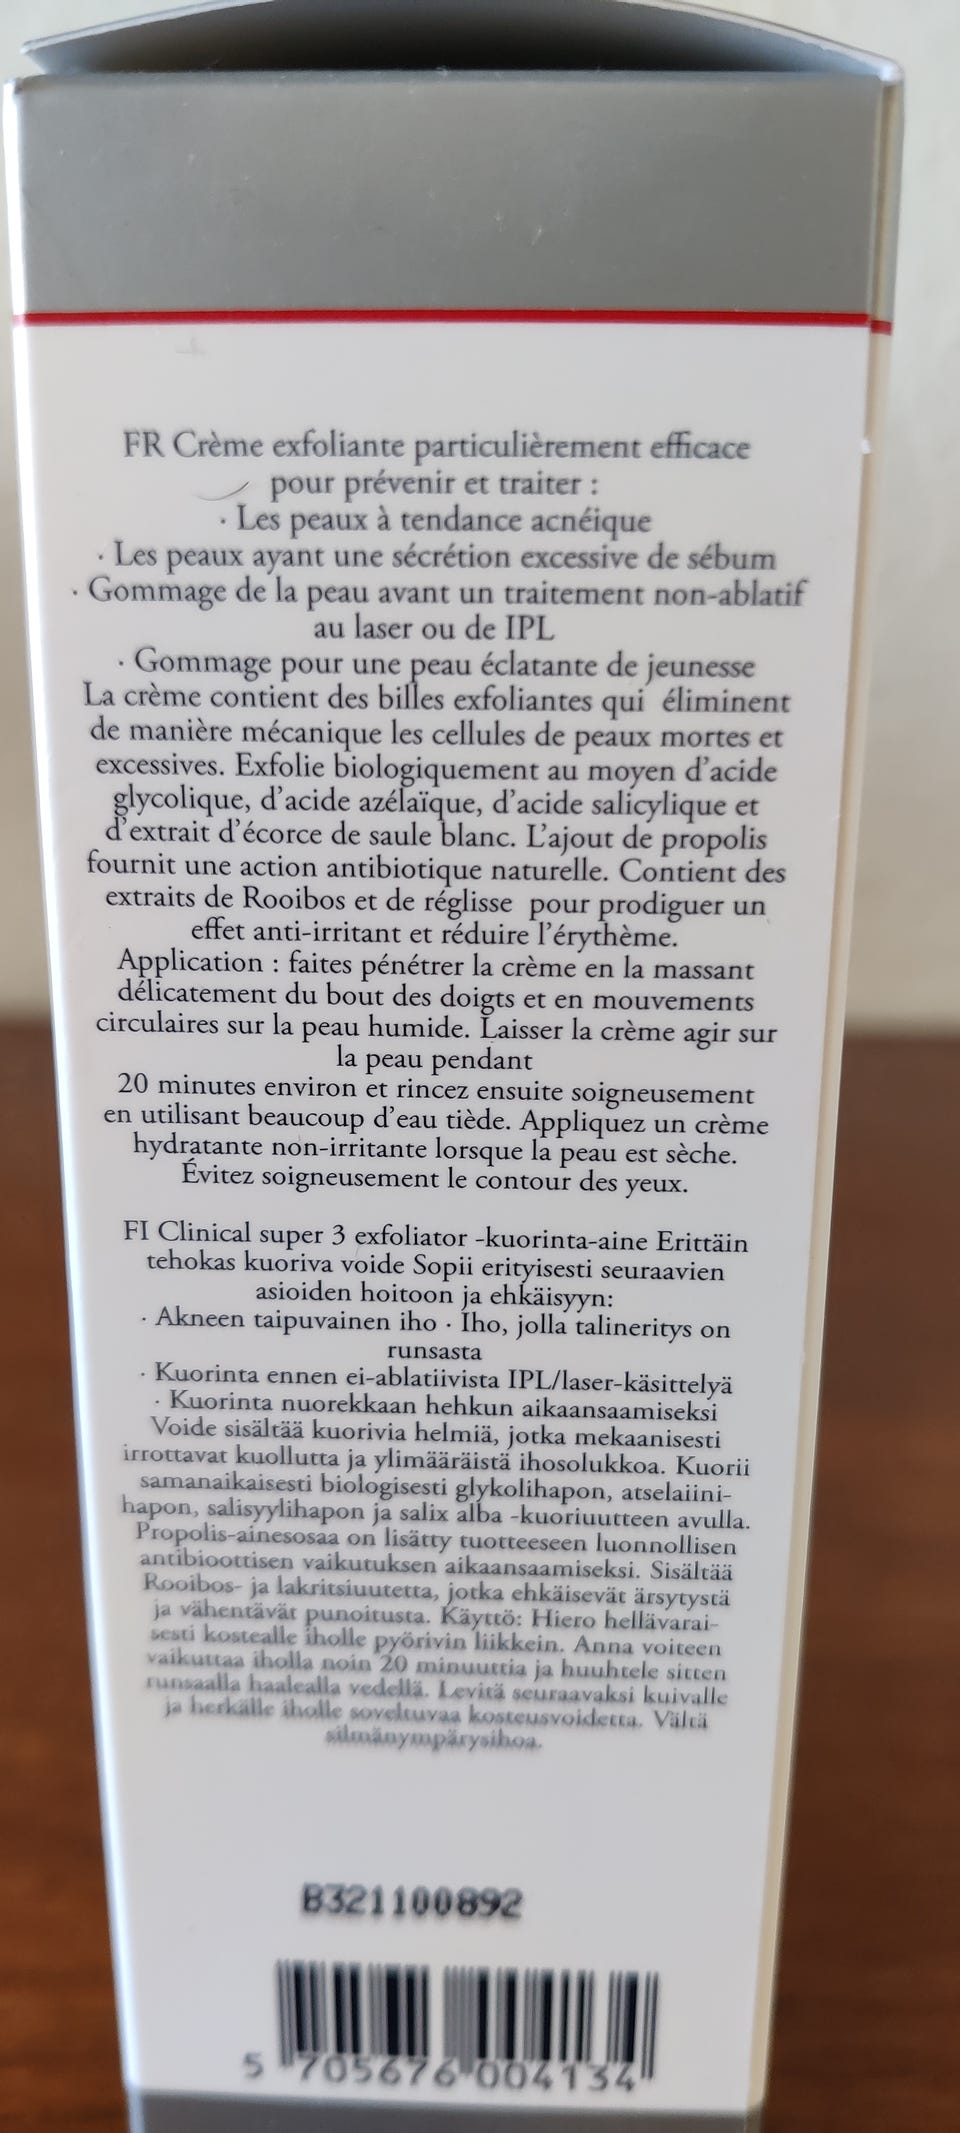 FR Crème exfoliante particulièrement efficace
pour prévenir et traiter :
· Les peaux à tendance acnéique
· Les peaux ayant une sécrétion excessive de sébum
· Gommage de la peau avant un traitement non-ablatif
au laser ou de IPL
· Gommage pour une peau éclatante de jeunesse
La crème contient des billes exfoliantes qui éliminent
de manière mécanique les cellules de peaux mortes et
excessives. Exfolie biologiquement au moyen d'acide
glycolique, d'acide azélaïque, d'acide salicylique et
d'extrait d'écorce de saule blanc. L'ajout de propolis
fournit une action antibiotique naturelle. Contient des
extraits de Rooibos et de réglisse pour prodiguer un
effet anti-irritant et réduire l'érythème.
Application : faites pénétrer la crème en la massant
délicatement du bout des doigts et en mouvements
circulaires sur la peau humide. Laisser la crème agir sur
la peau pendant
20 minutes environ et rincez ensuite soigneusement
en utilisant beaucoup d'eau tiède. Appliquez un crème
hydratante non-irritante lorsque la peau est sèche.
Évitez soigneusement le contour des yeux.
FI Clinical super 3 exfoliator -kuorinta-aine Erittäin
tehokas kuoriva voide Sopii erityisesti seuraavien
asioiden hoitoon ja ehkäisyyn:
· Akneen taipuvainen iho · Iho, jolla talineritys on
runsasta
· Kuorinta ennen ei-ablatiivista IPL/laser-käsittelyä
· Kuorinta nuorekkaan hehkun aikaansaamiseksi
Voide sisältää kuorivia helmiä, jotka mekaanisesti
irrottavat kuollutta ja ylimääräistä ihosolukkoa. Kuorii
samanaikaisesti biologisesti glykolihapon, atselaiini-
hapon, salisyylihapon ja salix alba -kuoriuutteen avulla.
Propolis-ainesosaa on lisätty tuotteeseen luonnollisen
antibioottisen vaikutuksen aikaansaamiseksi. Sisältää
Rooibos- ja lakritsiuutetta, jotka ehkäisevät ärsytystä
ja vähentävät punoitusta. Käyttö: Hiero hellävarai-
sesti kostealle iholle pyörivin liikkein. Anna voiteen
vaikuttaa iholla noin 20 minuuttia ja huuhtele sitten
runsaalla haalealla vedellä. Levitä seuraavaksi kuivalle
ja herkälle iholle soveltuvaa kosteusvoidetta. Vältä
silmänympärysihoa.
B321100892
5 705676 004134